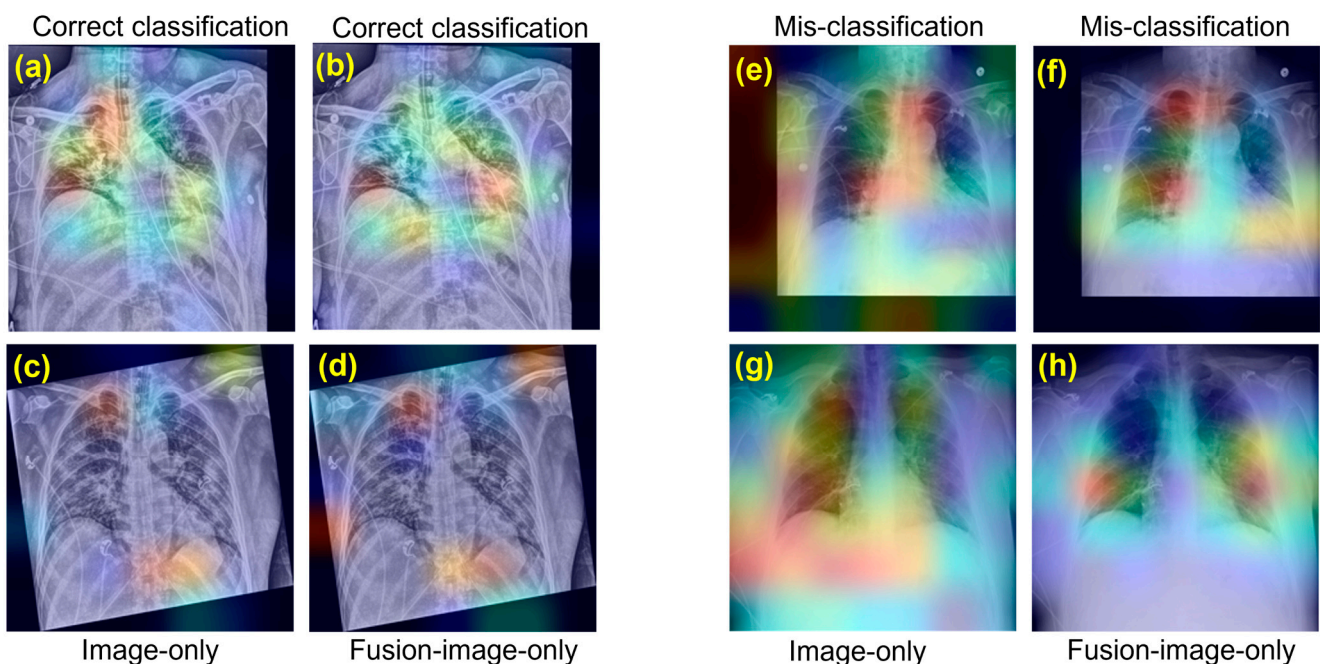 Correct classification
Correct classification
Mis-classification
Mis-classification
(a)
(b)
(e)
(f)
(c)
(d)
(g)
(h)
Image-only
Fusion-image-only
Image-only
Fusion-image-only